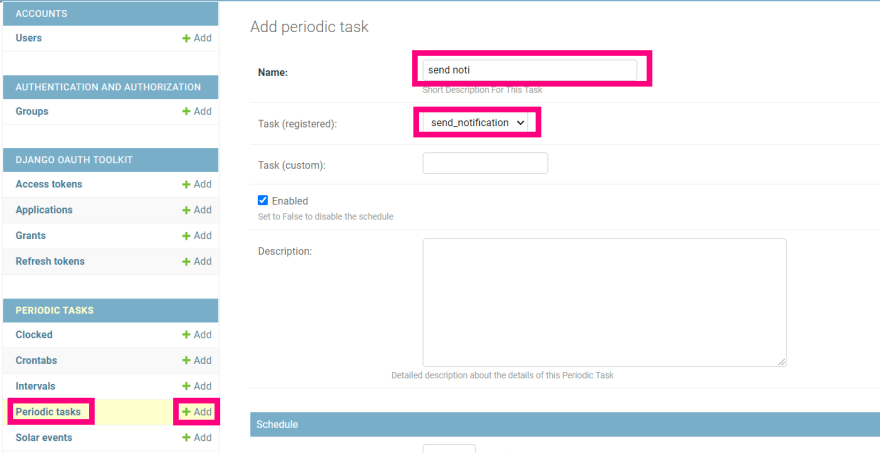 ACCOUNTS
Users + Add
AUTHENTICATION AND AUTHORIZATION
Groups + Add
DJANGO OAUTH TOOLKIT
Access tokens + Add
Applications + Add
Grants + Add
Refresh tokens + Add
PERIODIC TASKS
Clocked + Add
Crontabs + Add
Intervals + Add
Periodic tasks + Add
Solar events + Add
Add periodic task
Name: send noti
Short Description For This Task
Task (registered): send_notification
Task (custom):
Enabled
Set to False to disable the schedule
Description:
Detailed description about the details of this Periodic Task
Schedule